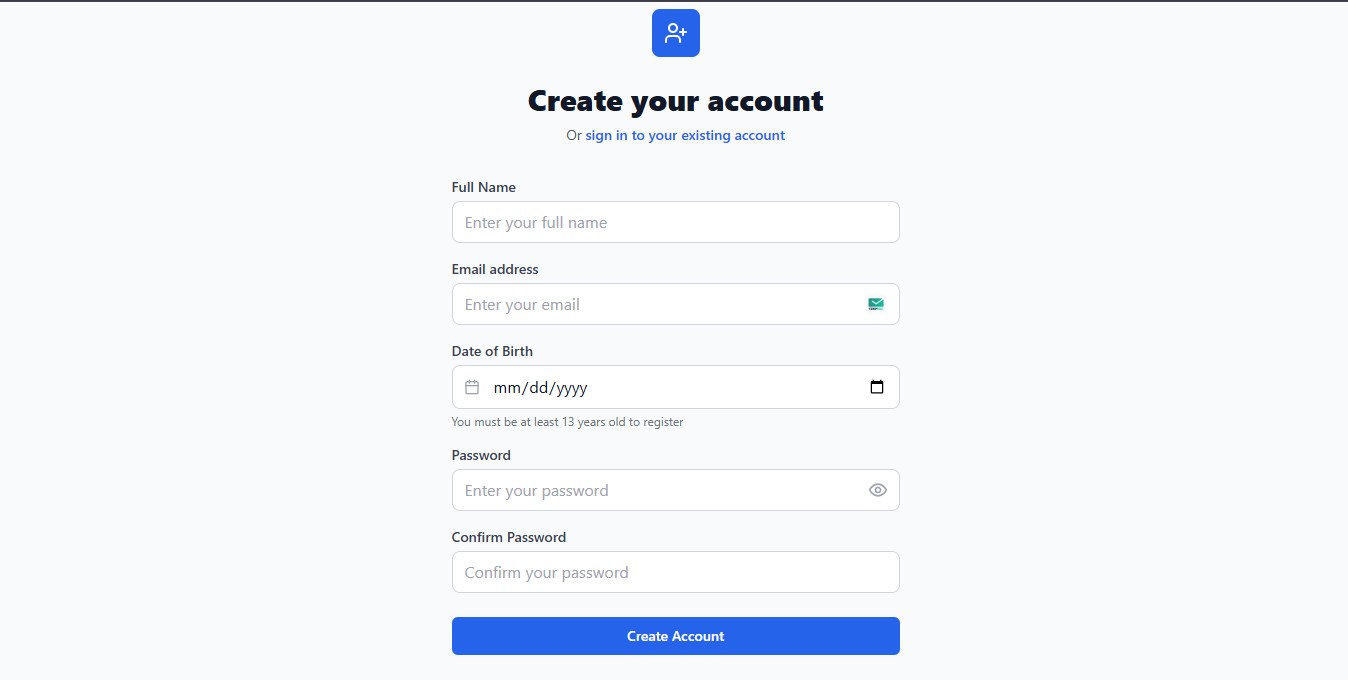 Create your account
Or sign in to your existing account
Full Name
Enter your full name
Email address
Enter your email
Date of Birth
mm/dd/yyyy
You must be at least 13 years old to register
Password
Enter your password
Confirm Password
Confirm your password
Create Account